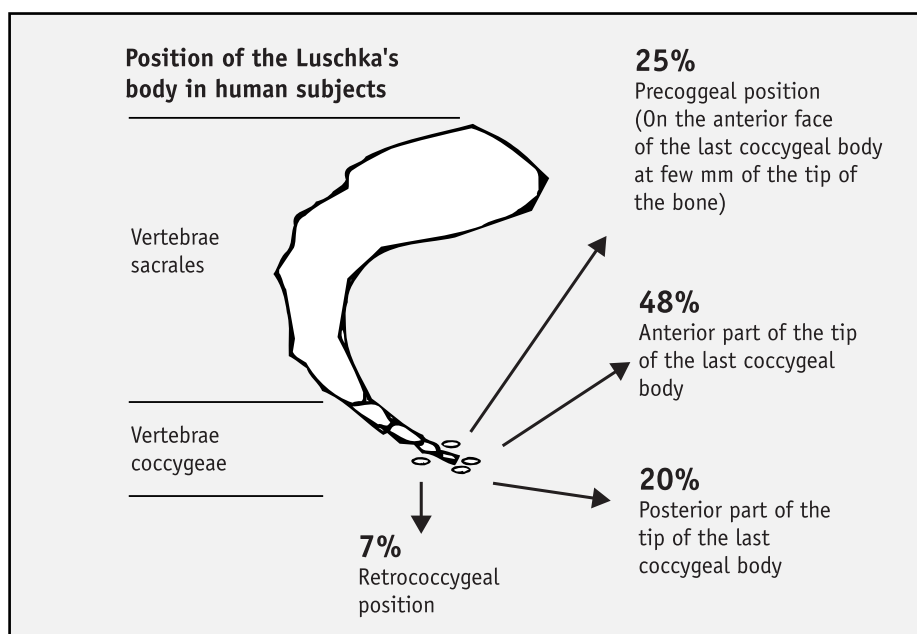 Position of the Luschka's
body in human subjects
25%
Precoggeal position
(On the anterior face
of the last coccygeal body
at few mm of the tip of
the bone)
Vertebrae
sacrales
48%
Anterior part of the tip
of the last coccygeal
body
Vertebrae
coccygeae
20%
Posterior part of the
tip of the last
coccygeal body
7%
Retrococcygeal
position